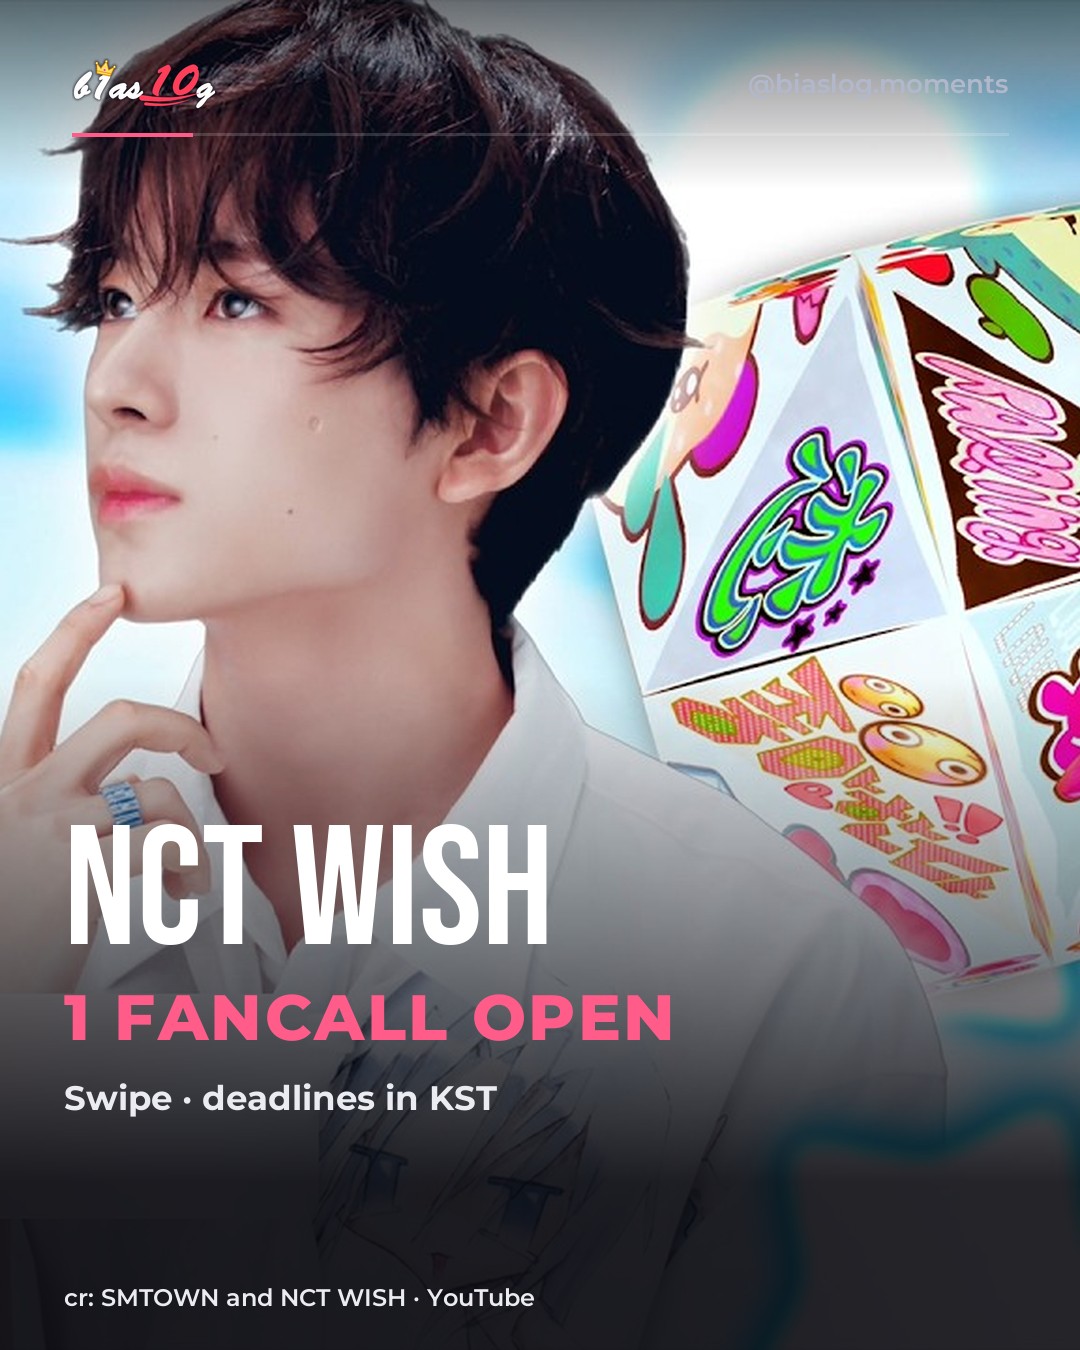 b1as10g
@biaslog.moments
NCT WISH
1 FANCALL OPEN
Swipe · deadlines in KST
cr: SMTOWN and NCT WISH · YouTube